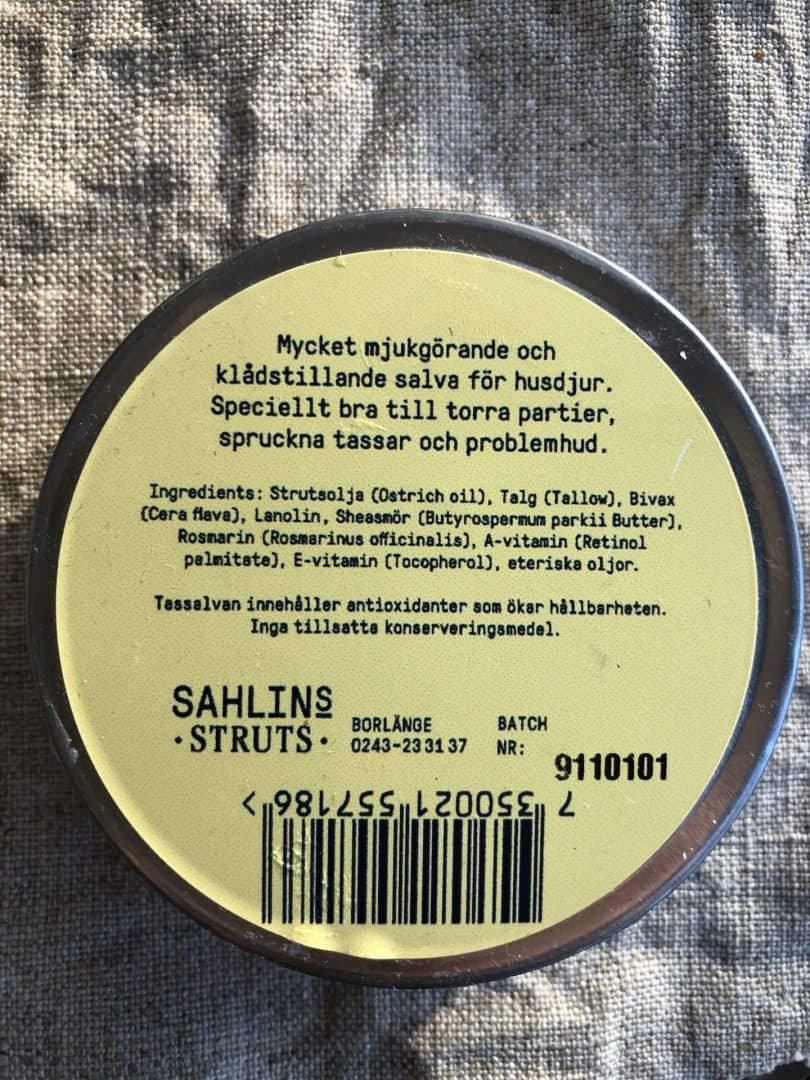 Mycket mjukgörande och
klådstillande salva för husdjur.
Speciellt bra till torra partier,
spruckna tassar och problemhud.
Ingredients: Strutsolja (Ostrich oil), Talg (Tallow), Bivax
(Cera flava), Lanolin, Sheasmör (Butyrospermum parkii Butter),
Rosmarin (Rosmarinus officinalis), A-vitamin (Retinol
palmitate), E-vitamin (Tocopherol), eteriska oljor.
Tassalvan innehåller antioxidanter som ökar hållbarheten.
Inga tillsatta konserveringsmedel.
SAHLINS
•STRUTS•
BORLÄNGE
0243-23 31 37
BATCH
NR:
9110101
7 350021 557186 >